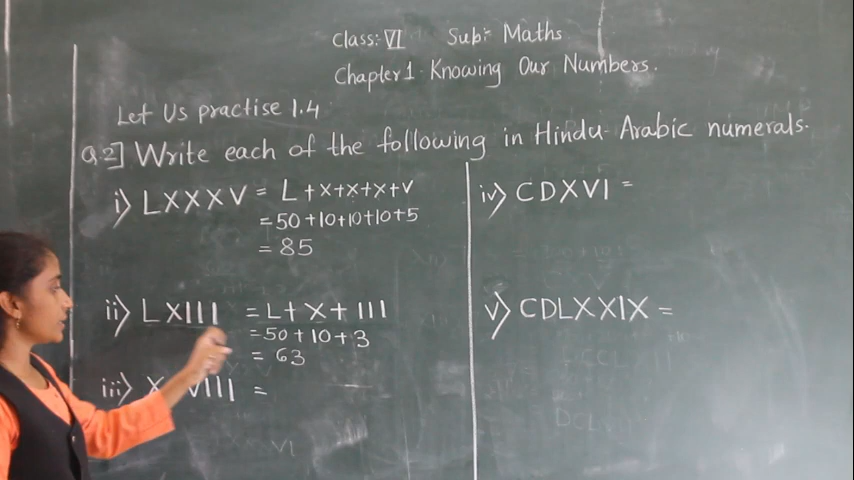 Class: VI Sub:- Maths
Chapter 1. Knowing Our Numbers.
Let Us practise 1.4
Q.2] Write each of the following in Hindu-Arabic numerals.
i) LXXXV = L+X+X+X+V
= 50+10+10+10+5
= 85
ii) LXIII = L+X+III
= 50+10+3
= 63
iii) X VIII =
iv) CDXVI =
v) CDLXXIX =